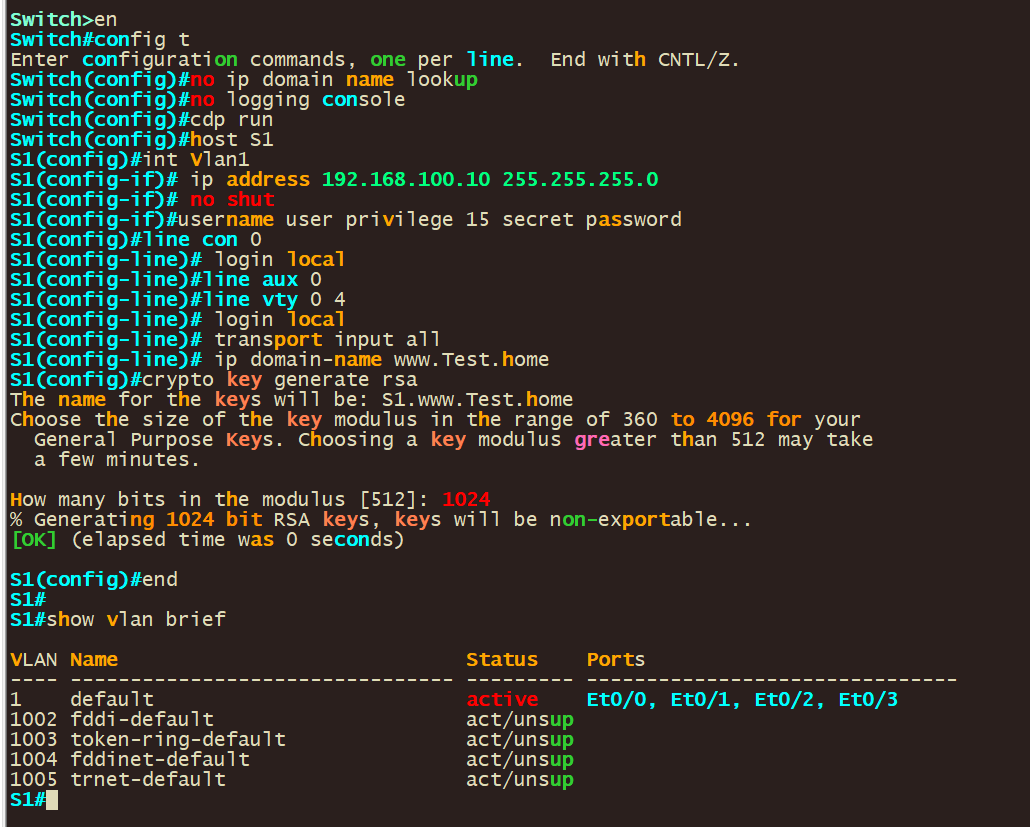 Switch>en
Switch#config t
Enter configuration commands, one per line.  End with CNTL/Z.
Switch(config)#no ip domain name lookup
Switch(config)#no logging console
Switch(config)#cdp run
Switch(config)#host S1
S1(config)#int Vlan1
S1(config-if)# ip address 192.168.100.10 255.255.255.0
S1(config-if)# no shut
S1(config-if)#username user privilege 15 secret password
S1(config)#line con 0
S1(config-line)# login local
S1(config-line)#line aux 0
S1(config-line)#line vty 0 4
S1(config-line)# login local
S1(config-line)# transport input all
S1(config-line)# ip domain-name www.Test.home
S1(config)#crypto key generate rsa
The name for the keys will be: S1.www.Test.home
Choose the size of the key modulus in the range of 360 to 4096 for your
  General Purpose Keys. Choosing a key modulus greater than 512 may take
  a few minutes.

How many bits in the modulus [512]: 1024
% Generating 1024 bit RSA keys, keys will be non-exportable...
[OK] (elapsed time was 0 seconds)

S1(config)#end
S1#
S1#show vlan brief

VLAN Name                             Status    Ports
---- -------------------------------- --------- -------------------------------
1    default                          active    Et0/0, Et0/1, Et0/2, Et0/3
1002 fddi-default                     act/unsup
1003 token-ring-default               act/unsup
1004 fddinet-default                  act/unsup
1005 trnet-default                    act/unsup
S1#